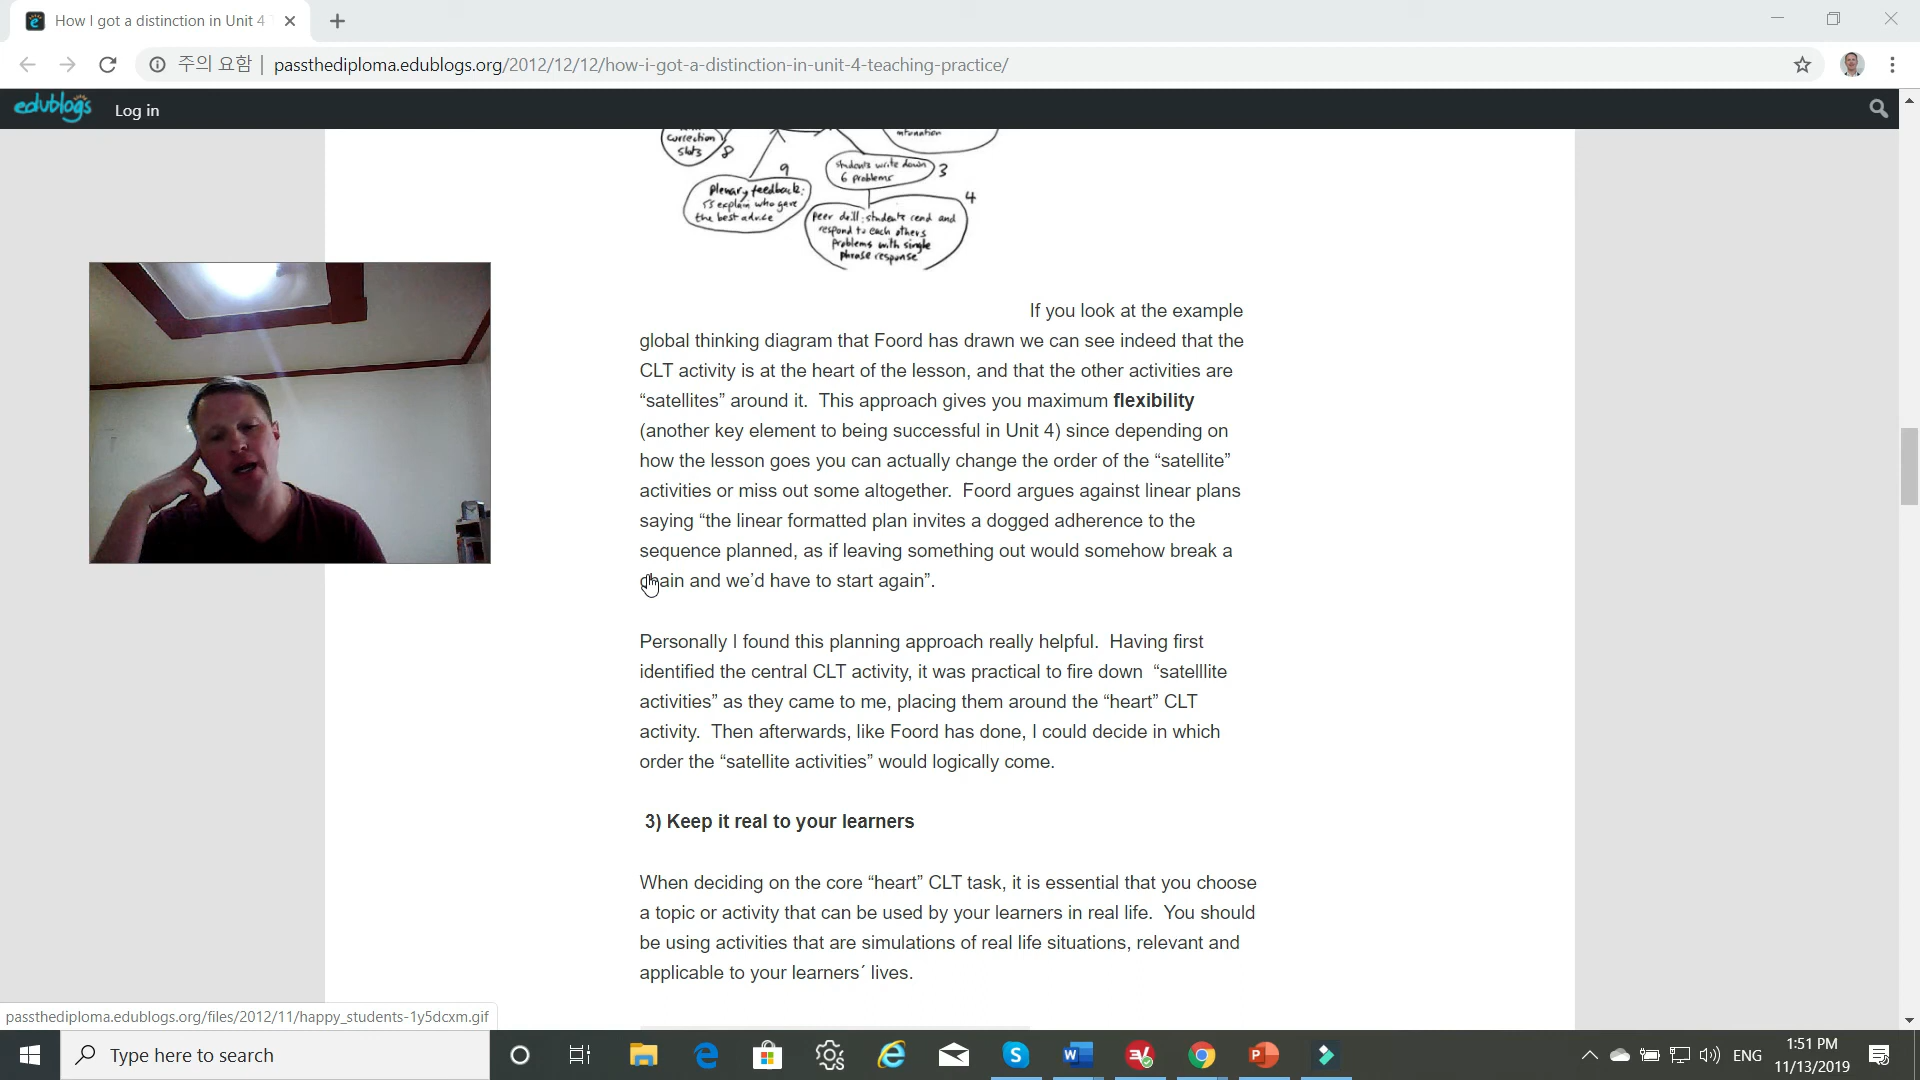 How I got a distinction in Unit 4
주의 요함 | passthediploma.edublogs.org/2012/12/12/how-i-got-a-distinction-in-unit-4-teaching-practice/
edublogs Log in
correction
slots 8
intonation
students write down
6 problems 3
9
Plenary feedback:
explain who gave
the best advice
4
Peer drill: students read and
respond to each others
problems with single
phrase response
If you look at the example
global thinking diagram that Foord has drawn we can see indeed that the
CLT activity is at the heart of the lesson, and that the other activities are
“satellites” around it.  This approach gives you maximum flexibility
(another key element to being successful in Unit 4) since depending on
how the lesson goes you can actually change the order of the “satellite”
activities or miss out some altogether.  Foord argues against linear plans
saying “the linear formatted plan invites a dogged adherence to the
sequence planned, as if leaving something out would somehow break a
chain and we’d have to start again”.
Personally I found this planning approach really helpful.  Having first
identified the central CLT activity, it was practical to fire down  “satelllite
activities” as they came to me, placing them around the “heart” CLT
activity.  Then afterwards, like Foord has done, I could decide in which
order the “satellite activities” would logically come.
3) Keep it real to your learners
When deciding on the core “heart” CLT task, it is essential that you choose
a topic or activity that can be used by your learners in real life.  You should
be using activities that are simulations of real life situations, relevant and
applicable to your learners´ lives.
passthediploma.edublogs.org/files/2012/11/happy_students-1y5dcxm.gif
Type here to search
ENG
1:51 PM
11/13/2019